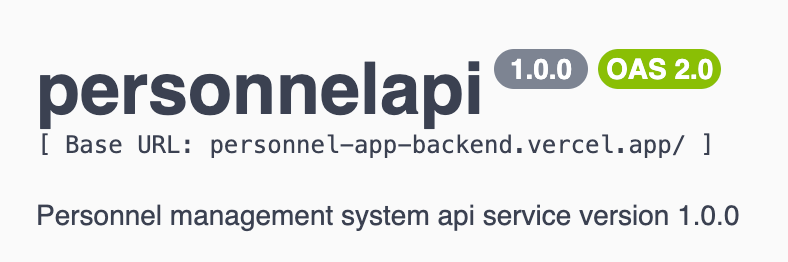 personnelapi 1.0.0 OAS 2.0
[ Base URL: personnel-app-backend.vercel.app/ ]
Personnel management system api service version 1.0.0